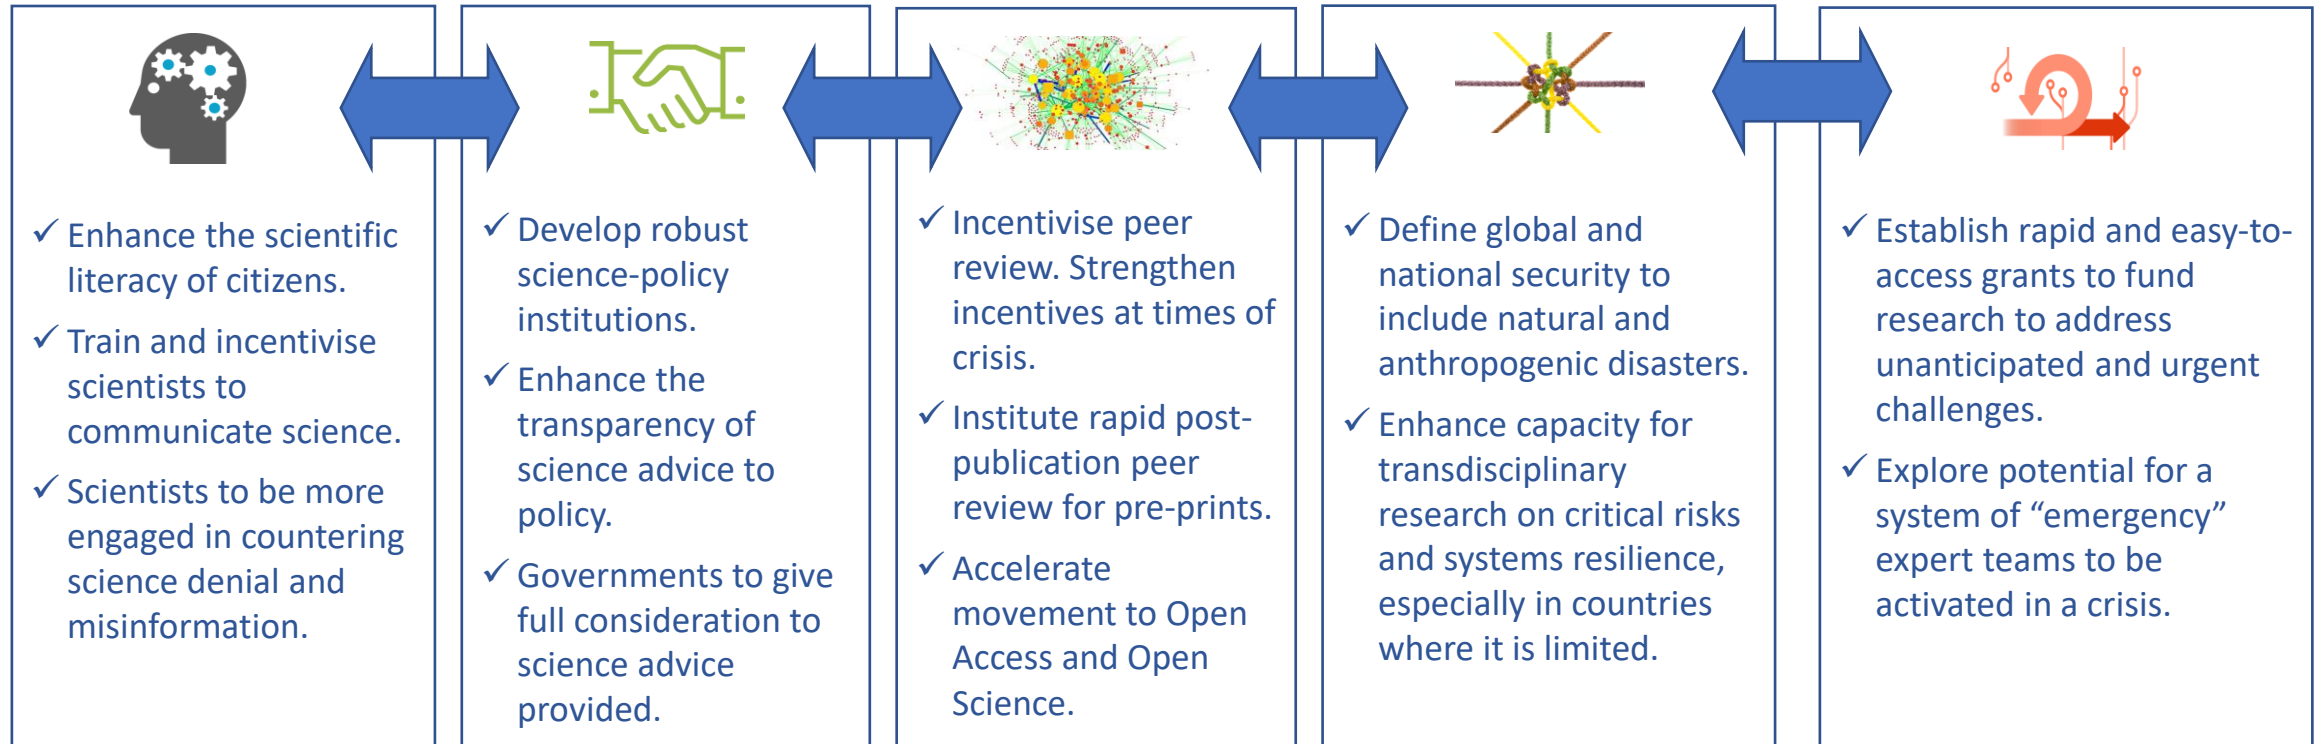 ✓ Enhance the scientific
literacy of citizens.
✓ Train and incentivise
scientists to
communicate science.
✓ Scientists to be more
engaged in countering
science denial and
misinformation.
✓ Develop robust
science-policy
institutions.
✓ Enhance the
transparency of
science advice to
policy.
✓ Governments to give
full consideration to
science advice
provided.
✓ Incentivise peer
review. Strengthen
incentives at times of
crisis.
✓ Institute rapid post-
publication peer
review for pre-prints.
✓ Accelerate
movement to Open
Access and Open
Science.
✓ Define global and
national security to
include natural and
anthropogenic disasters.
✓ Enhance capacity for
transdisciplinary
research on critical risks
and systems resilience,
especially in countries
where it is limited.
✓ Establish rapid and easy-to-
access grants to fund
research to address
unanticipated and urgent
challenges.
✓ Explore potential for a
system of “emergency”
expert teams to be
activated in a crisis.